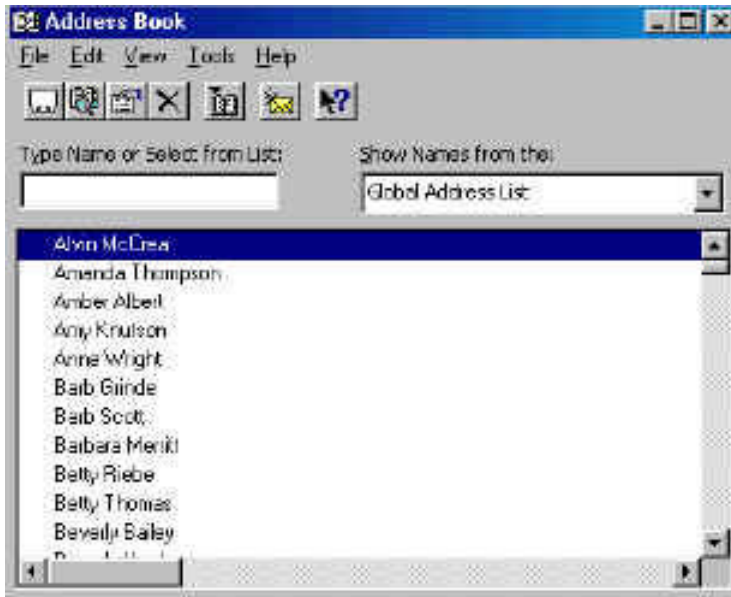 Address Book
File Edit View Tools Help
Type Name or Select from List:
Show Names from the:
Global Address List
Alvin McCrea
Amanda Thompson
Amber Albert
Amy Knutson
Anne Wright
Barb Grinde
Barb Scott
Barbara Merritt
Betty Riebe
Betty Thomas
Beverly Bailey